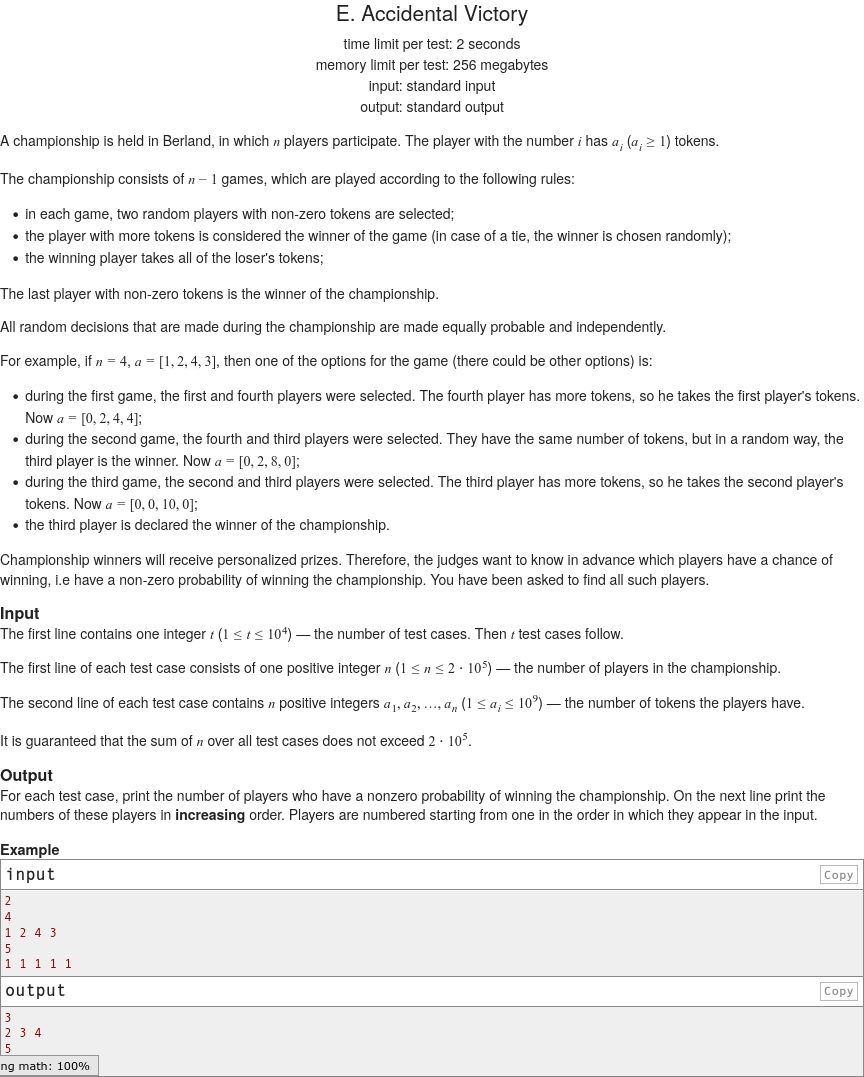 E. Accidental Victory
time limit per test: 2 seconds
memory limit per test: 256 megabytes
input: standard input
output: standard output
A championship is held in Berland, in which n players participate. The player with the number i has a_i (a_i ≥ 1) tokens.
The championship consists of n − 1 games, which are played according to the following rules:
• in each game, two random players with non-zero tokens are selected;
• the player with more tokens is considered the winner of the game (in case of a tie, the winner is chosen randomly);
• the winning player takes all of the loser's tokens;
The last player with non-zero tokens is the winner of the championship.
All random decisions that are made during the championship are made equally probable and independently.
For example, if n = 4, a = [1, 2, 4, 3], then one of the options for the game (there could be other options) is:
• during the first game, the first and fourth players were selected. The fourth player has more tokens, so he takes the first player's tokens.
Now a = [0, 2, 4, 4];
• during the second game, the fourth and third players were selected. They have the same number of tokens, but in a random way, the
third player is the winner. Now a = [0, 2, 8, 0];
• during the third game, the second and third players were selected. The third player has more tokens, so he takes the second player's
tokens. Now a = [0, 0, 10, 0];
• the third player is declared the winner of the championship.
Championship winners will receive personalized prizes. Therefore, the judges want to know in advance which players have a chance of
winning, i.e have a non-zero probability of winning the championship. You have been asked to find all such players.
Input
The first line contains one integer t (1 ≤ t ≤ 10^4) — the number of test cases. Then t test cases follow.
The first line of each test case consists of one positive integer n (1 ≤ n ≤ 2 · 10^5) — the number of players in the championship.
The second line of each test case contains n positive integers a_1, a_2, …, a_n (1 ≤ a_i ≤ 10^9) — the number of tokens the players have.
It is guaranteed that the sum of n over all test cases does not exceed 2 · 10^5.
Output
For each test case, print the number of players who have a nonzero probability of winning the championship. On the next line print the
numbers of these players in increasing order. Players are numbered starting from one in the order in which they appear in the input.
Example
input Copy
2
4
1 2 4 3
5
1 1 1 1 1
output Copy
3
2 3 4
5
ng math: 100%